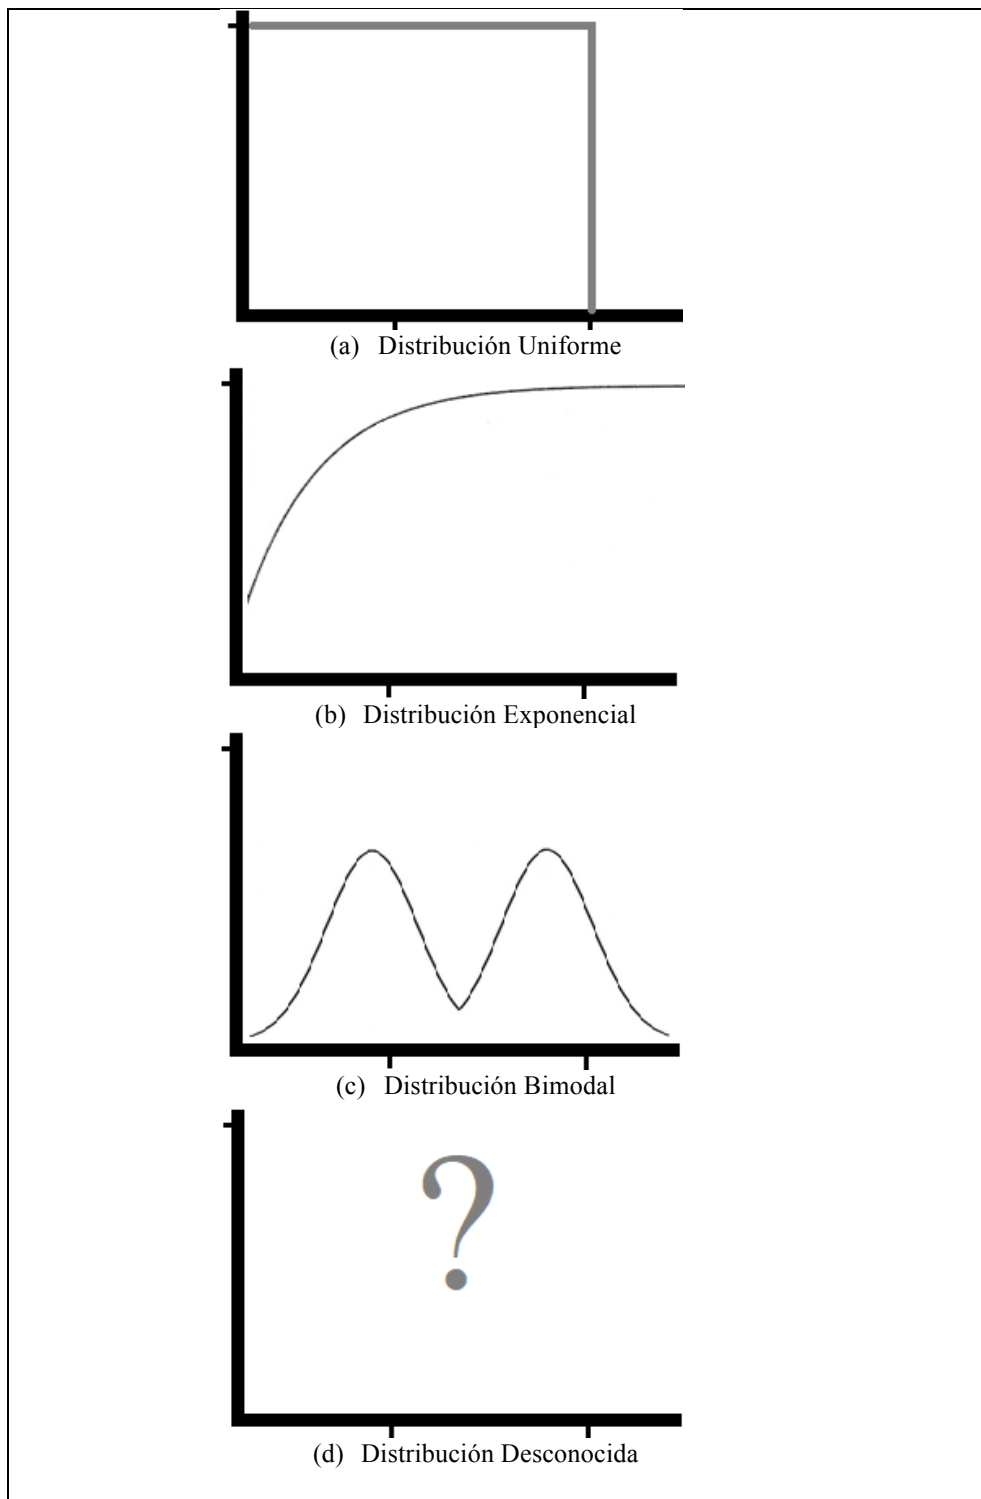 (a) Distribución Uniforme
(b) Distribución Exponencial
(c) Distribución Bimodal
?
(d) Distribución Desconocida